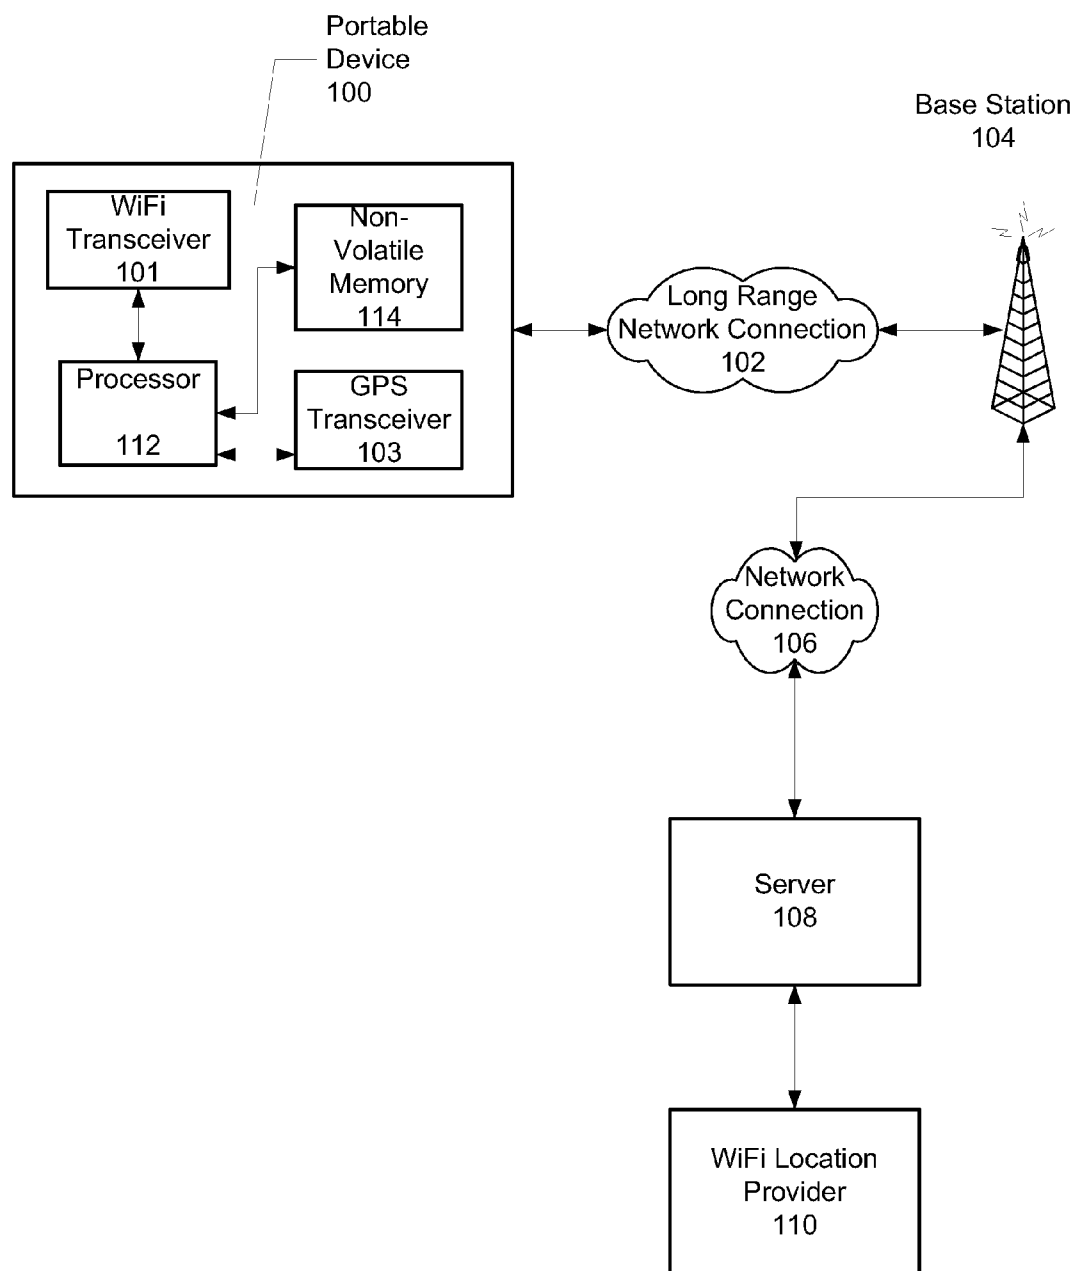 Portable
Device
100
Base Station
104
WiFi
Transceiver
101
Non-
Volatile
Memory
114
Long Range
Network Connection
102
Processor
112
GPS
Transceiver
103
Network
Connection
106
Server
108
WiFi Location
Provider
110